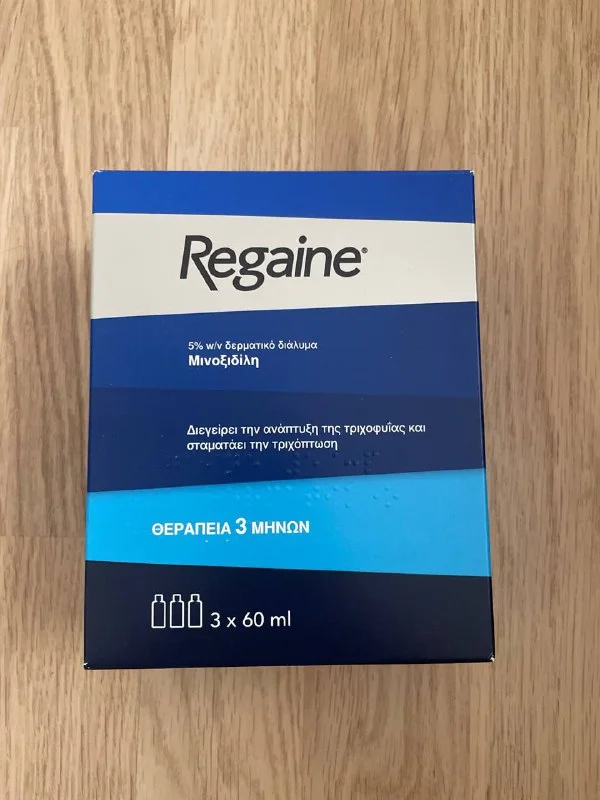 Regaine®
5% w/v δερματικό διάλυμα
Μινοξιδίλη
Διεγείρει την ανάπτυξη της τριχοφυΐας και
σταματάει την τριχόπτωση
ΘΕΡΑΠΕΙΑ 3 ΜΗΝΩΝ
3 x 60 ml